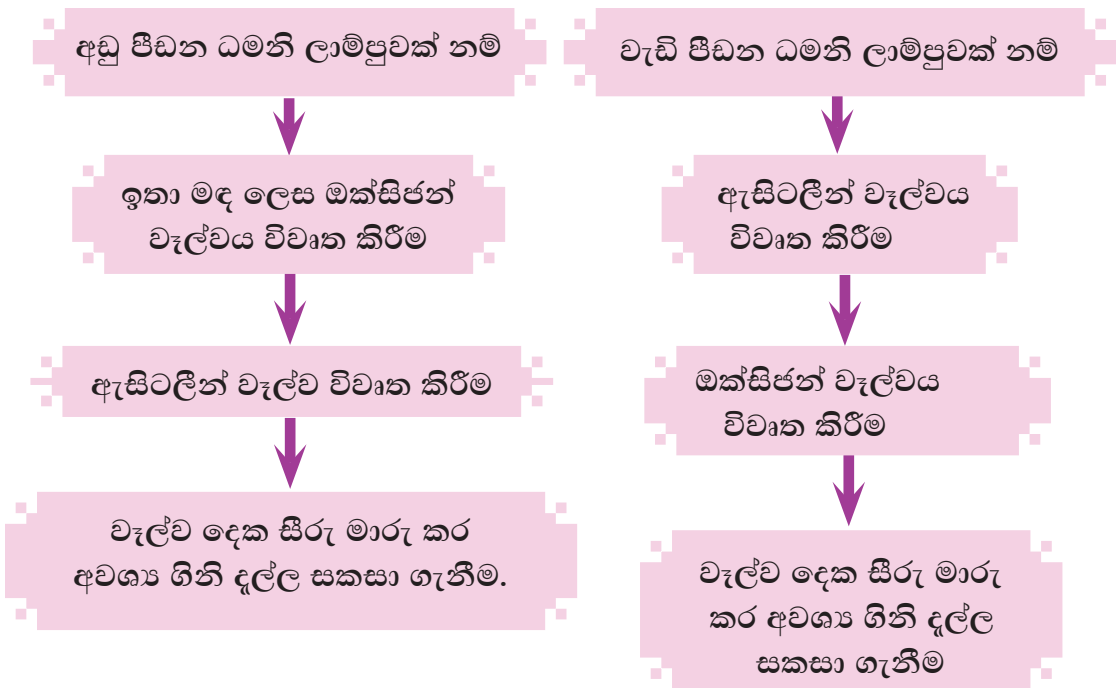 අඩු පීඩන ධමනි ලාම්පුවක් නම්
ඉතා මඳ ලෙස ඔක්සිජන්
වෑල්වය විවෘත කිරීම
ඇසිටලීන් වෑල්ව විවෘත කිරීම
වෑල්ව දෙක සීරු මාරු කර
අවශ්‍ය ගිනි දැල්ල සකසා ගැනීම.
වැඩි පීඩන ධමනි ලාම්පුවක් නම්
ඇසිටලීන් වෑල්වය
විවෘත කිරීම
ඔක්සිජන් වෑල්වය
විවෘත කිරීම
වෑල්ව දෙක සීරු මාරු
කර අවශ්‍ය ගිනි දැල්ල
සකසා ගැනීම